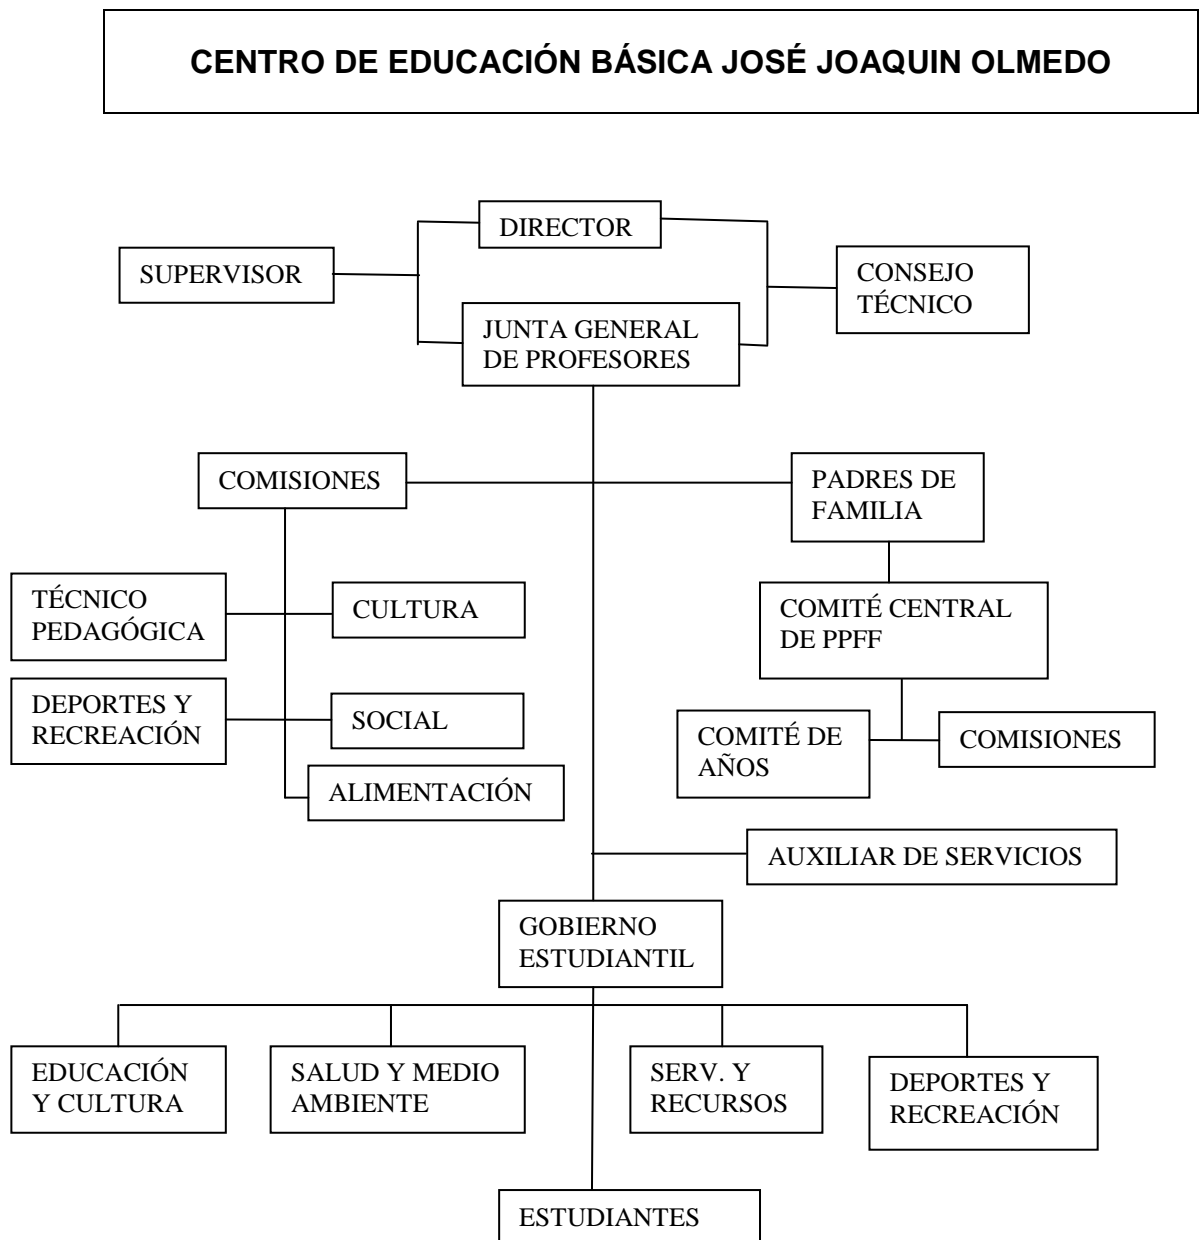 CENTRO DE EDUCACIÓN BÁSICA JOSÉ JOAQUIN OLMEDO
DIRECTOR
SUPERVISOR
CONSEJO
TÉCNICO
JUNTA GENERAL
DE PROFESORES
COMISIONES
PADRES DE
FAMILIA
TÉCNICO
PEDAGÓGICA
CULTURA
COMITÉ CENTRAL
DE PPFF
DEPORTES Y
RECREACIÓN
SOCIAL
COMITÉ DE
AÑOS
COMISIONES
ALIMENTACIÓN
AUXILIAR DE SERVICIOS
GOBIERNO
ESTUDIANTIL
EDUCACIÓN
Y CULTURA
SALUD Y MEDIO
AMBIENTE
SERV. Y
RECURSOS
DEPORTES Y
RECREACIÓN
ESTUDIANTES